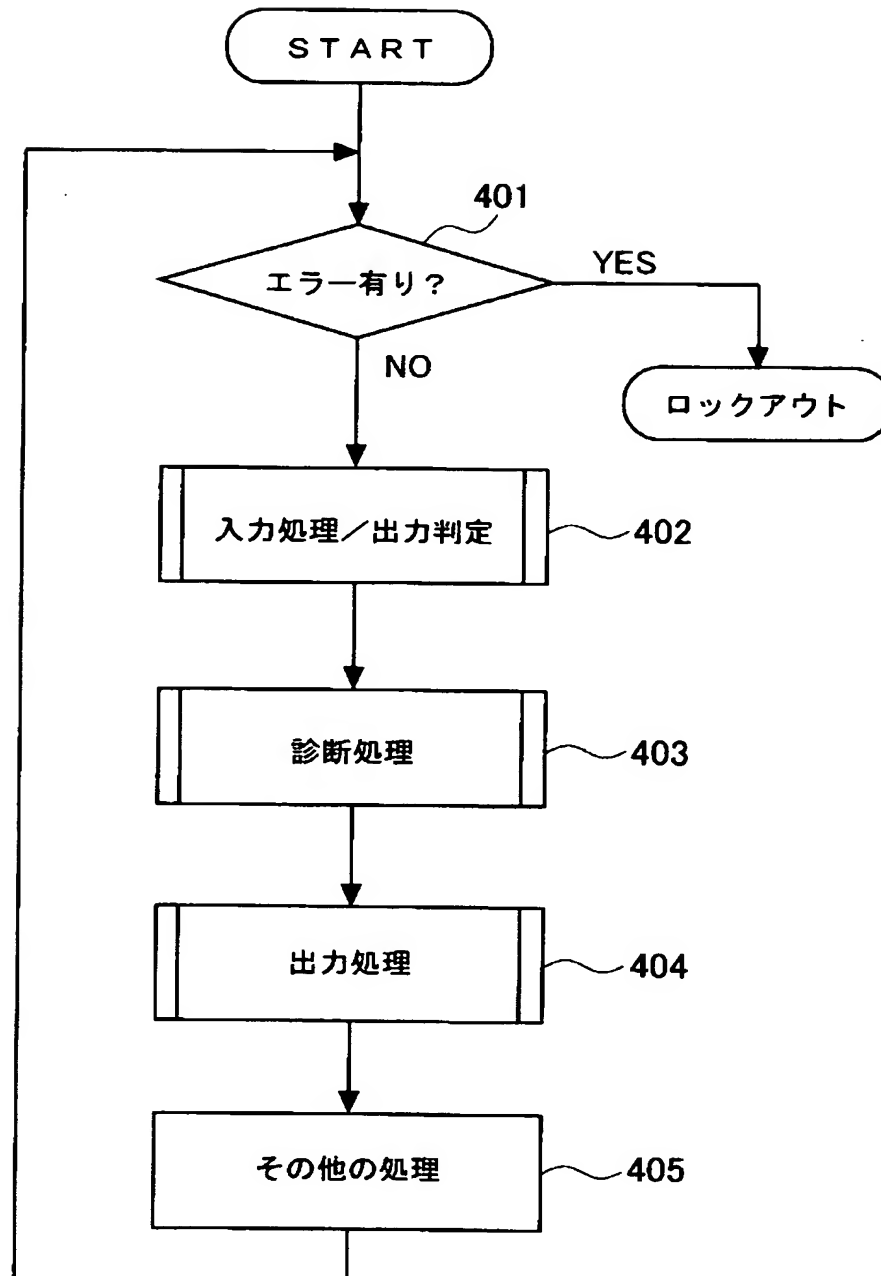 START
401
エラー有り？
YES
NO
ロックアウト
入力処理／出力判定
402
診断処理
403
出力処理
404
その他の処理
405